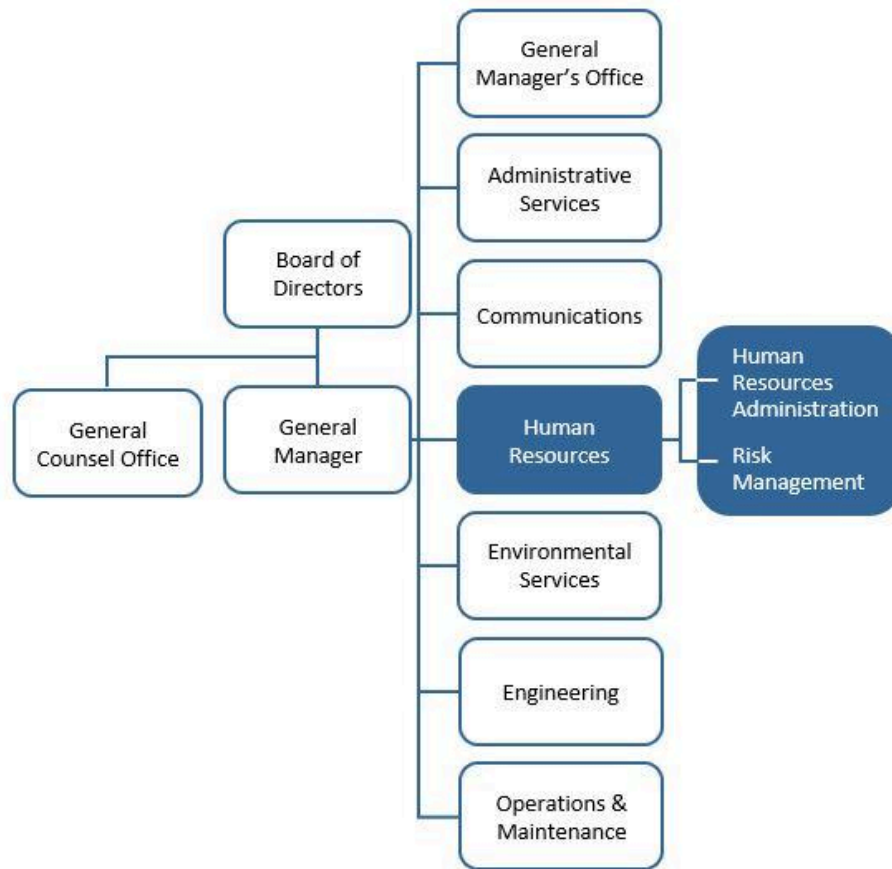 General
Manager’s Office
Administrative
Services
Board of
Directors
Communications
General
Counsel Office
General
Manager
Human
Resources
Human
Resources
Administration
Risk
Management
Environmental
Services
Engineering
Operations &
Maintenance